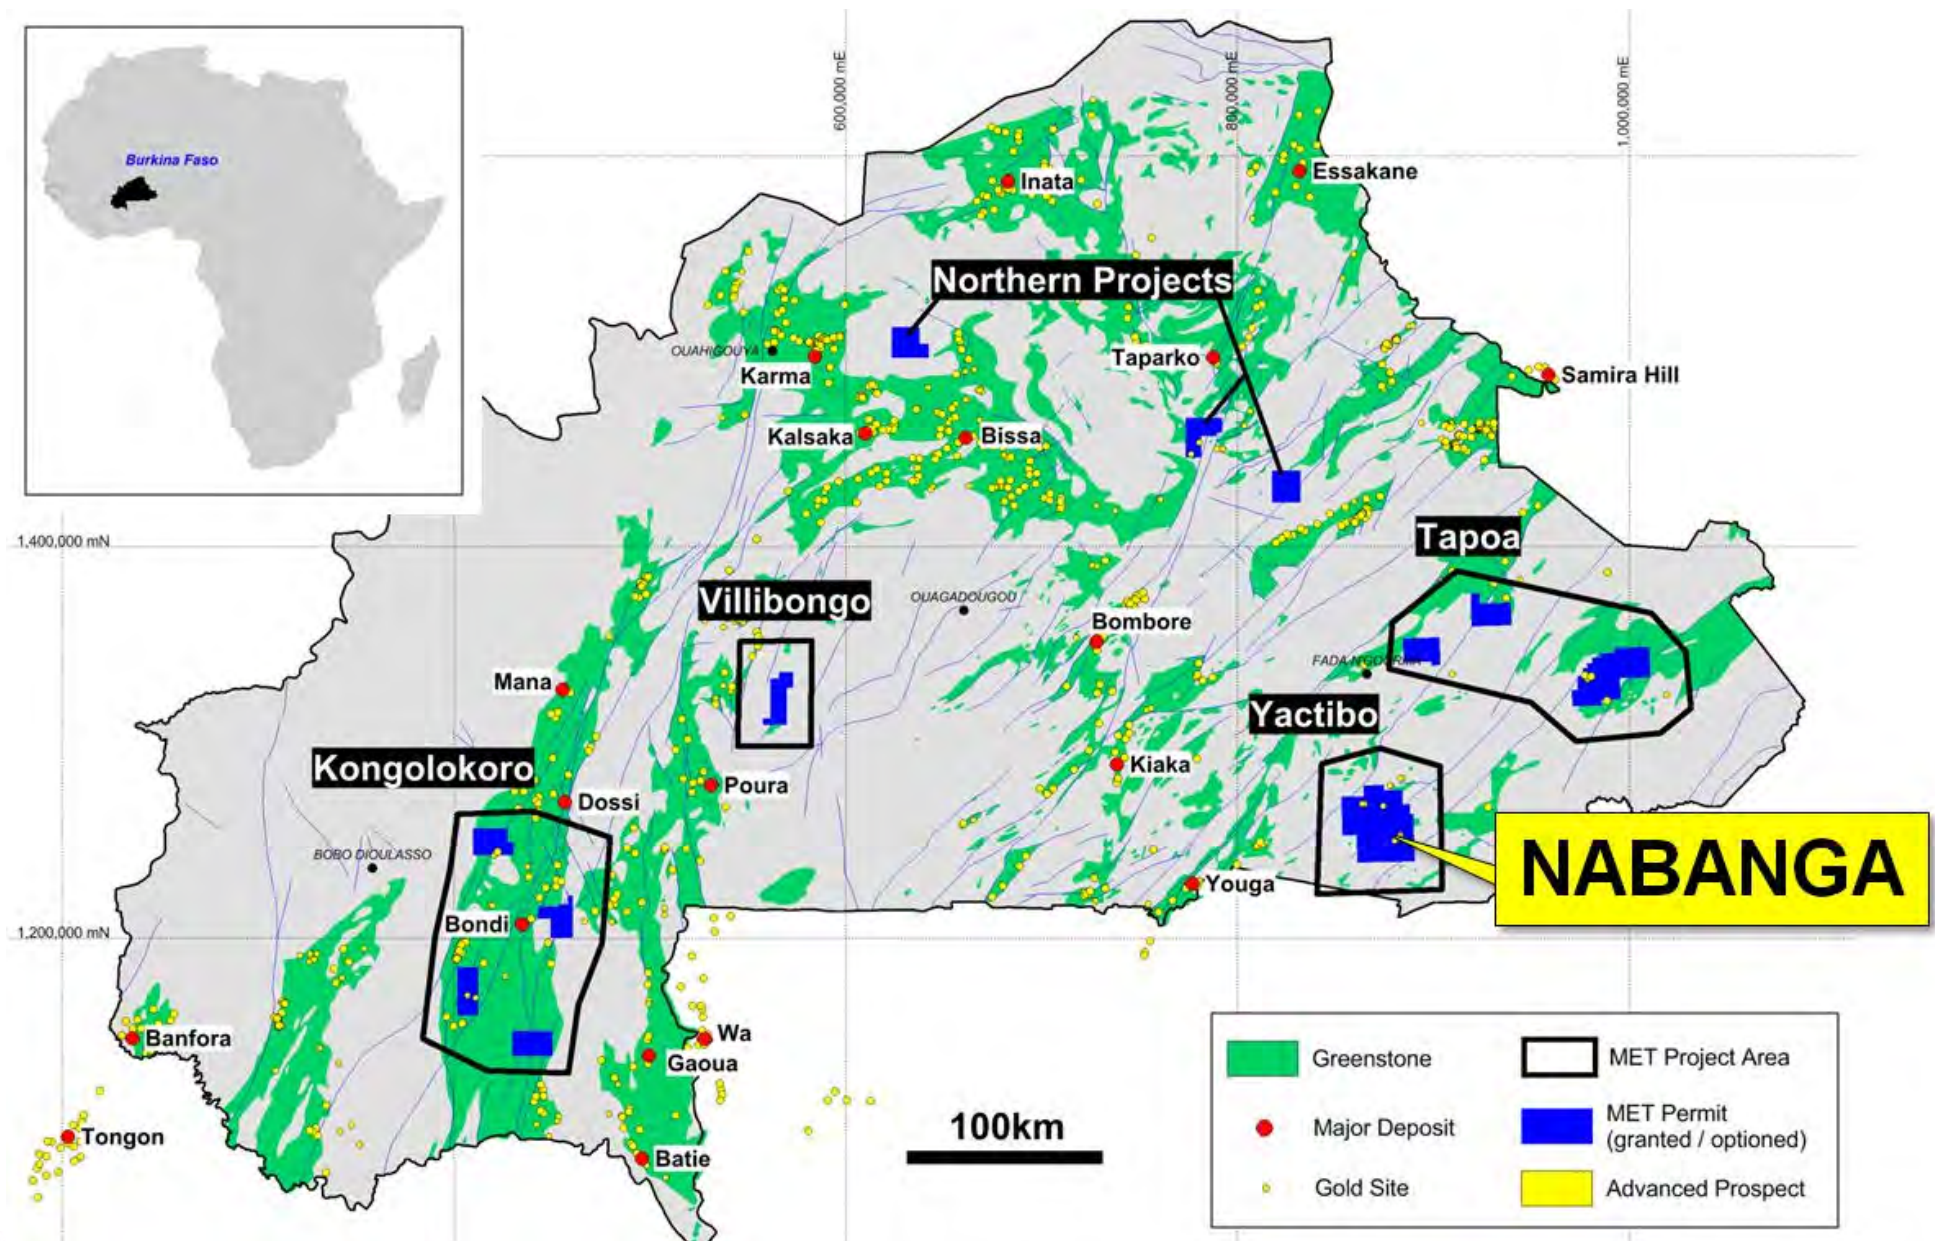 Burkina Faso
600,000 mE
800,000 mE
1,000,000 mE
Essakane
Inata
Northern Projects
OUAHIGOUYA
Karma
Taparko
Samira Hill
Kalsaka
Bissa
1,400,000 mN
Tapoa
Villibongo
OUAGADOUGOU
Bombore
FADA N'GOURMA
Mana
Yactibo
Kongolokoro
Poura
Kiaka
Dossi
BOBO DIOULASSO
NABANGA
Youga
Bondi
1,200,000 mN
Banfora
Wa
Gaoua
Tongon
Batie
100km
Greenstone
MET Project Area
Major Deposit
MET Permit
(granted / optioned)
Gold Site
Advanced Prospect